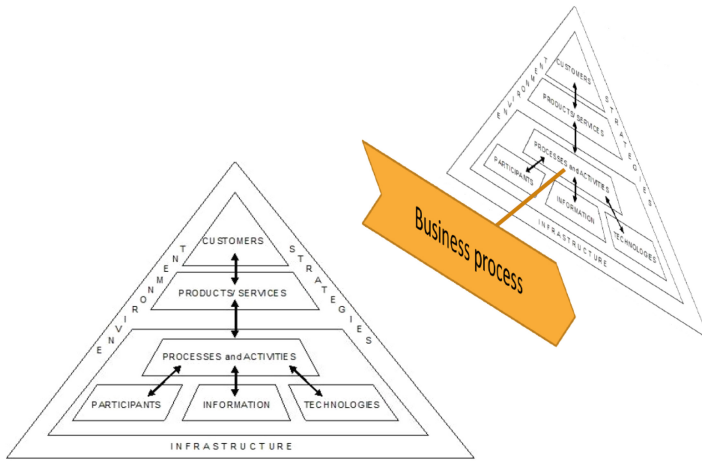 CUSTOMERS
PRODUCTS/ SERVICES
PROCESSES and ACTIVITIES
PARTICIPANTS
INFORMATION
TECHNOLOGIES
ENVIRONMENT
STRATEGIES
INFRASTRUCTURE
Business process
CUSTOMERS
PRODUCTS/ SERVICES
PROCESSES and ACTIVITIES
PARTICIPANTS
INFORMATION
TECHNOLOGIES
ENVIRONMENT
STRATEGIES
INFRASTRUCTURE